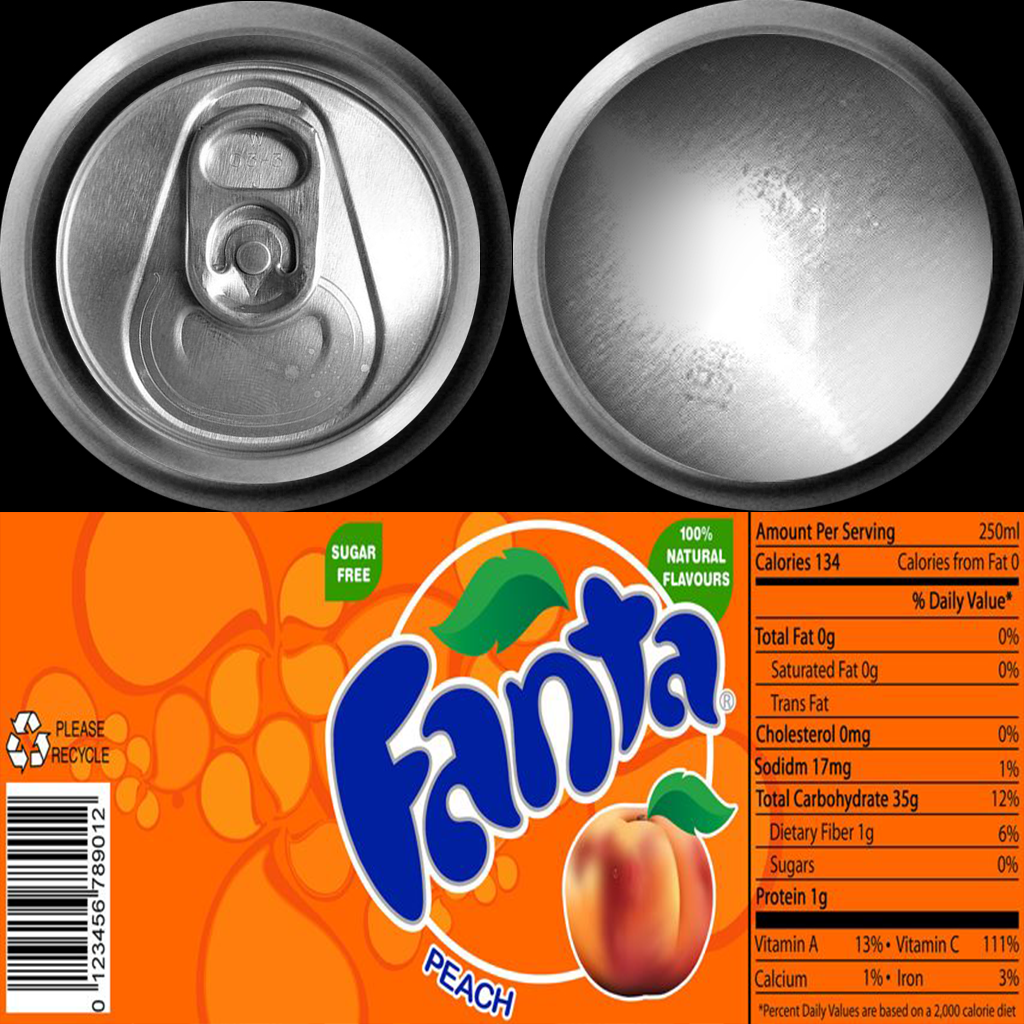 SUGAR
FREE
100%
NATURAL
FLAVOURS
Fanta®
PEACH
PLEASE
RECYCLE
0 123456 789012
Amount Per Serving 250ml
Calories 134 Calories from Fat 0
% Daily Value*
Total Fat 0g 0%
Saturated Fat 0g 0%
Trans Fat
Cholesterol 0mg 0%
Sodidm 17mg 1%
Total Carbohydrate 35g 12%
Dietary Fiber 1g 6%
Sugars 0%
Protein 1g
Vitamin A 13% • Vitamin C 111%
Calcium 1% • Iron 3%
*Percent Daily Values are based on a 2,000 calorie diet